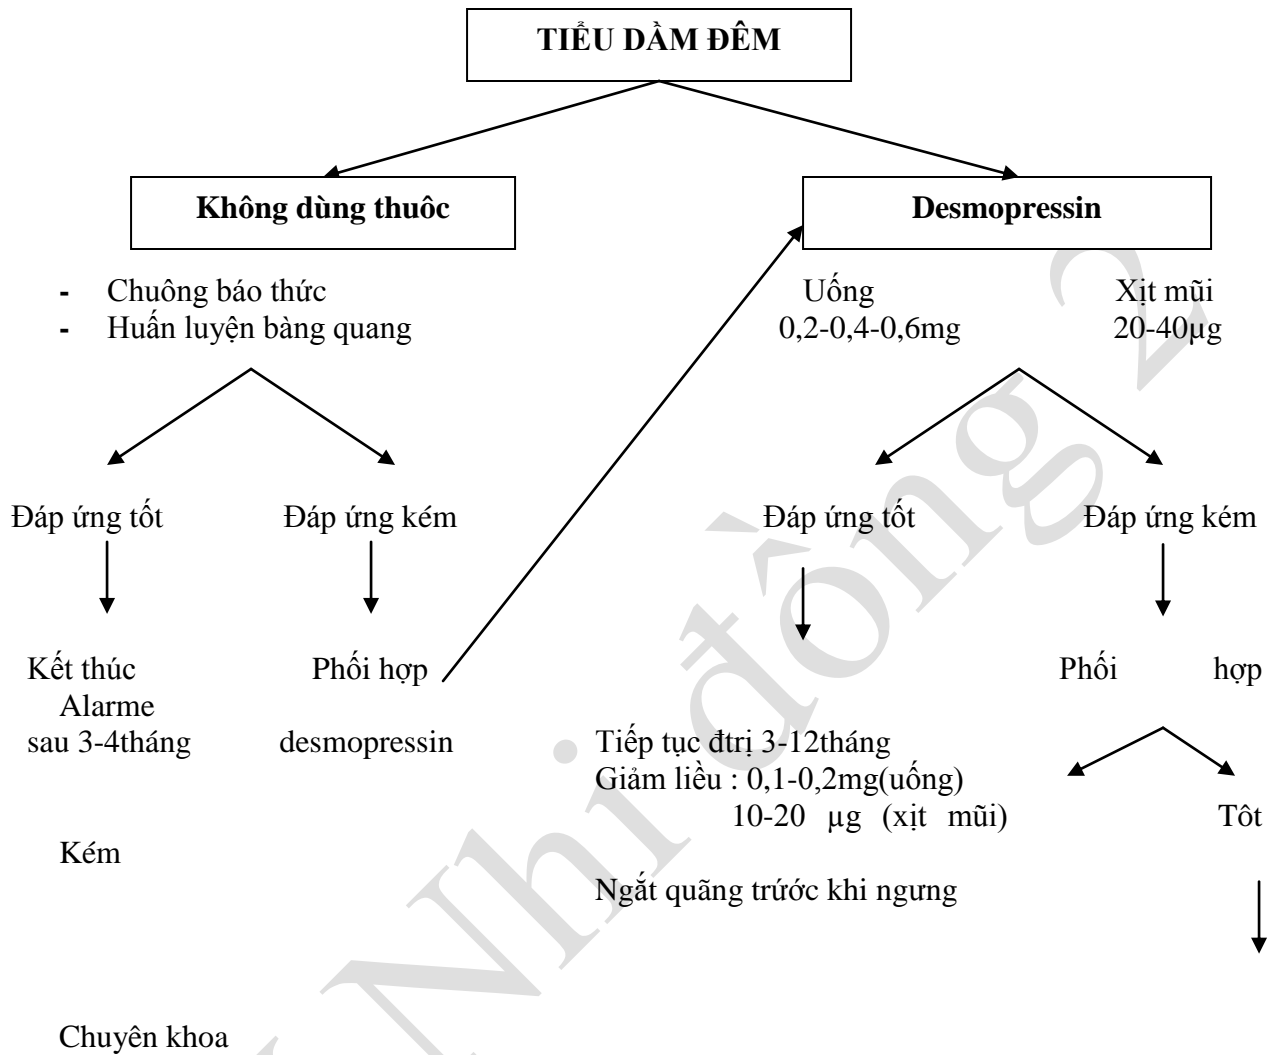 TIỂU DẦM ĐÊM
Không dùng thuôc
Desmopressin
- Chuông báo thức
- Huấn luyện bàng quang
Uống
0,2-0,4-0,6mg
Xịt mũi
20-40µg
Đáp ứng tốt
Đáp ứng kém
Đáp ứng tốt
Đáp ứng kém
Kết thúc
Alarme
sau 3-4tháng
Phối hợp
desmopressin
Phối hợp
Tiếp tục đtrị 3-12tháng
Giảm liều : 0,1-0,2mg(uống)
10-20 µg (xịt mũi)
Tôt
Kém
Ngắt quãng trước khi ngưng
Chuyên khoa
Nhi đồng 2